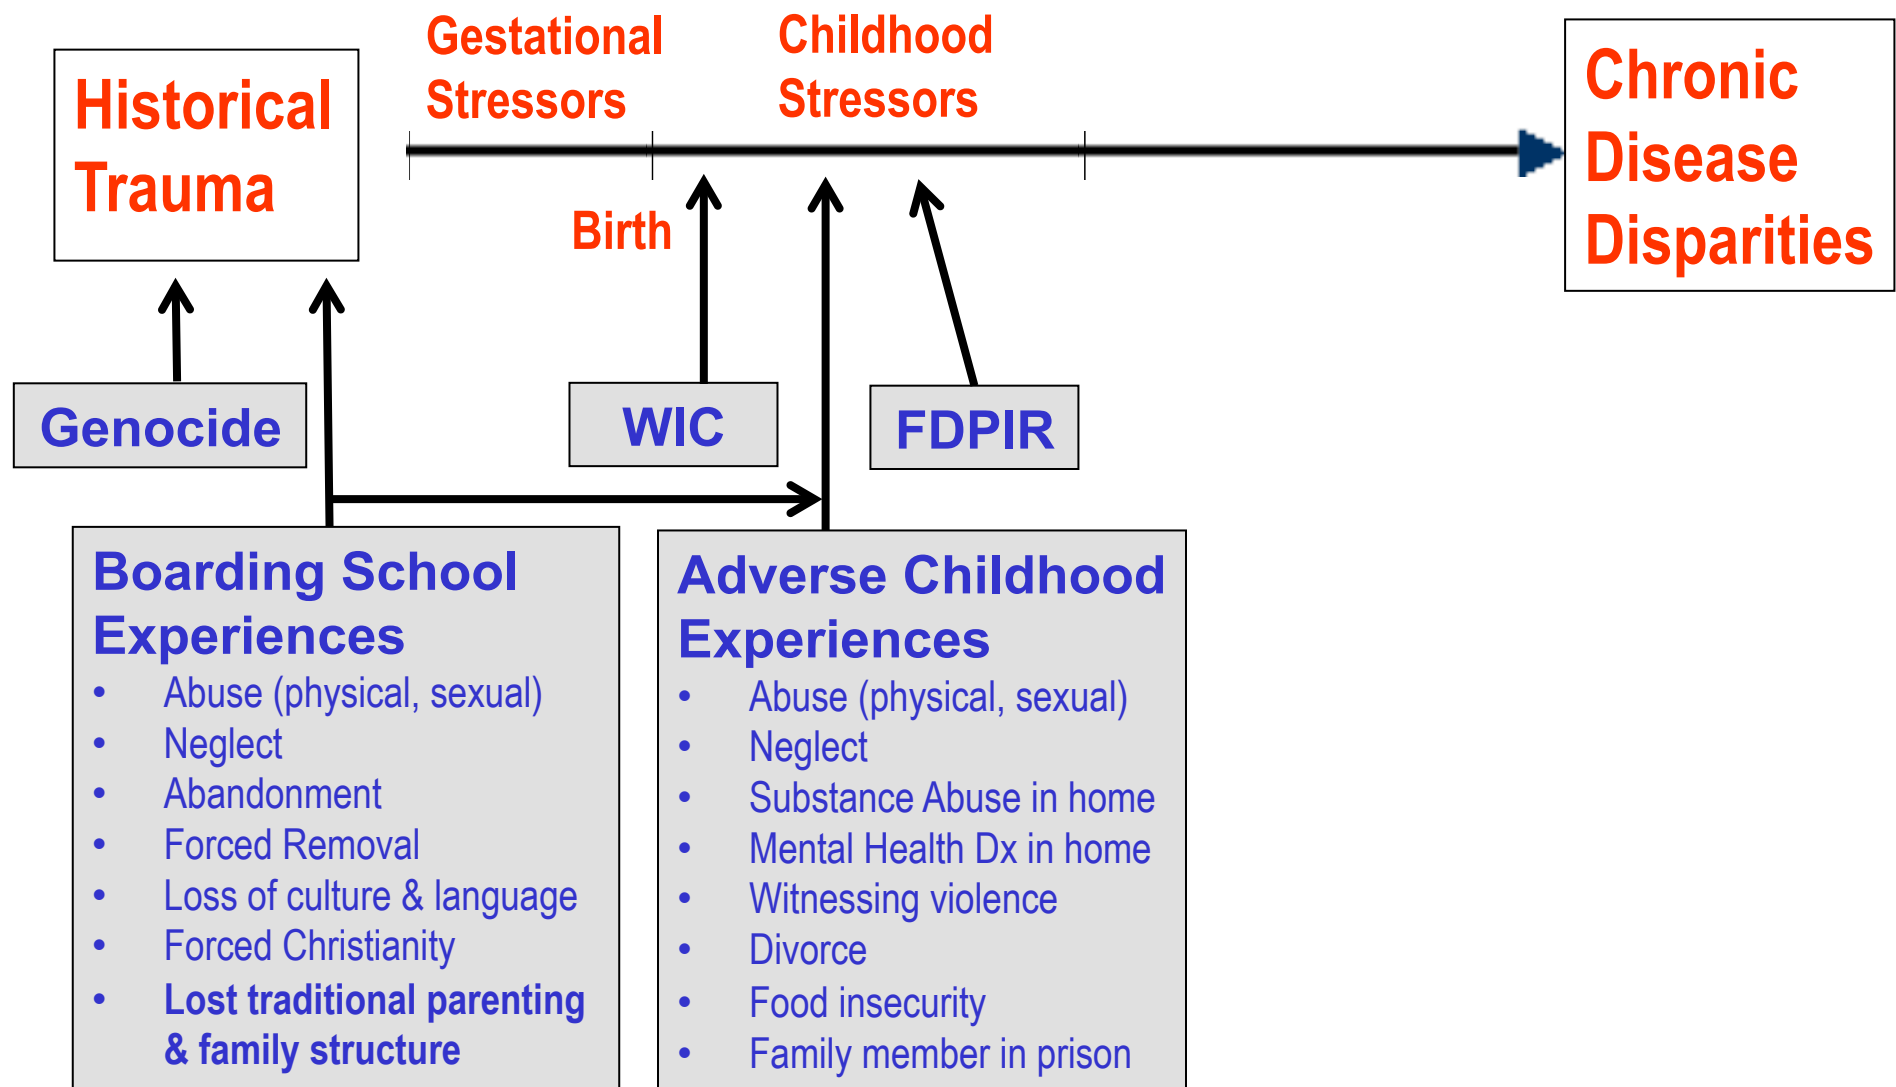 Historical
Trauma
Gestational
Stressors
Childhood
Stressors
Birth
Chronic
Disease
Disparities
Genocide
WIC
FDPIR
Boarding School
Experiences
• Abuse (physical, sexual)
• Neglect
• Abandonment
• Forced Removal
• Loss of culture & language
• Forced Christianity
• Lost traditional parenting
& family structure
Adverse Childhood
Experiences
• Abuse (physical, sexual)
• Neglect
• Substance Abuse in home
• Mental Health Dx in home
• Witnessing violence
• Divorce
• Food insecurity
• Family member in prison